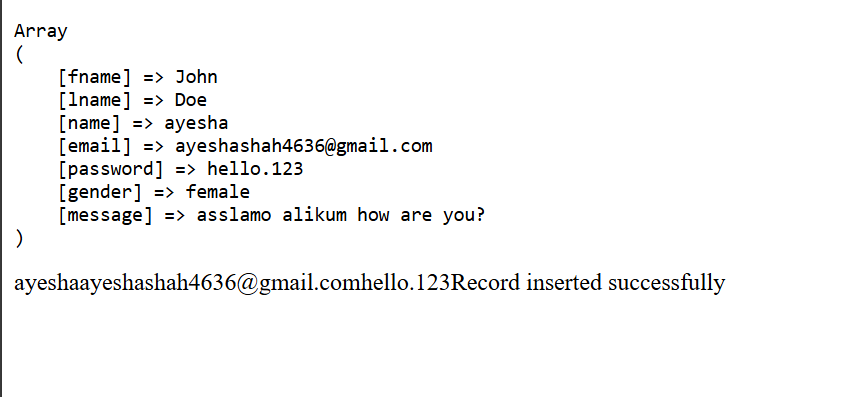 Array
(
    [fname] => John
    [lname] => Doe
    [name] => ayesha
    [email] => ayeshashah4636@gmail.com
    [password] => hello.123
    [gender] => female
    [message] => asslamo alikum how are you?
)
ayeshaayeshashah4636@gmail.comhello.123Record inserted successfully